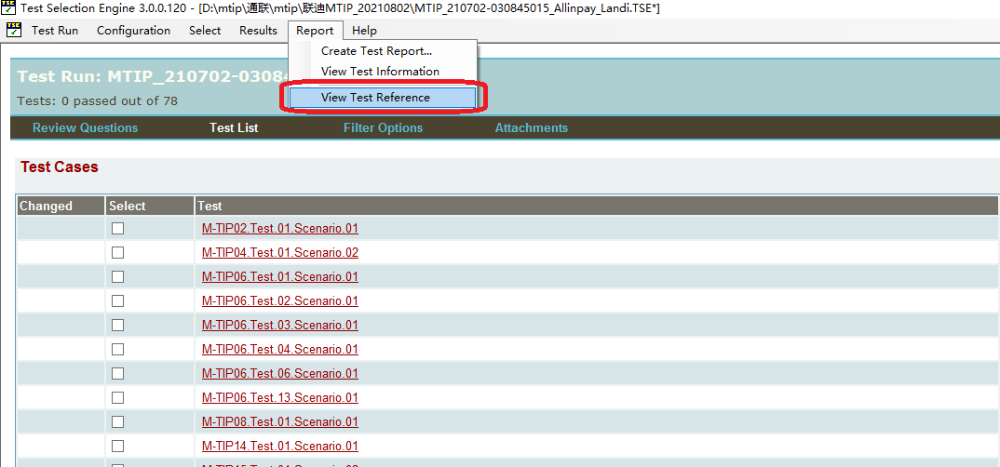 Test Selection Engine 3.0.0.120 - [D:\mtip\通联\mtip\联迪MTIP_20210802\MTIP_210702-030845015_Allinpay_Landi.TSE*]
TSE Test Run Configuration Select Results Report Help
Create Test Report...
View Test Information
View Test Reference
Test Run: MTIP_210702-0308
Tests: 0 passed out of 78
Review Questions Test List Filter Options Attachments
Test Cases
Changed Select Test
M-TIP02.Test.01.Scenario.01
M-TIP04.Test.01.Scenario.02
M-TIP06.Test.01.Scenario.01
M-TIP06.Test.02.Scenario.01
M-TIP06.Test.03.Scenario.01
M-TIP06.Test.04.Scenario.01
M-TIP06.Test.06.Scenario.01
M-TIP06.Test.13.Scenario.01
M-TIP08.Test.01.Scenario.01
M-TIP14.Test.01.Scenario.01